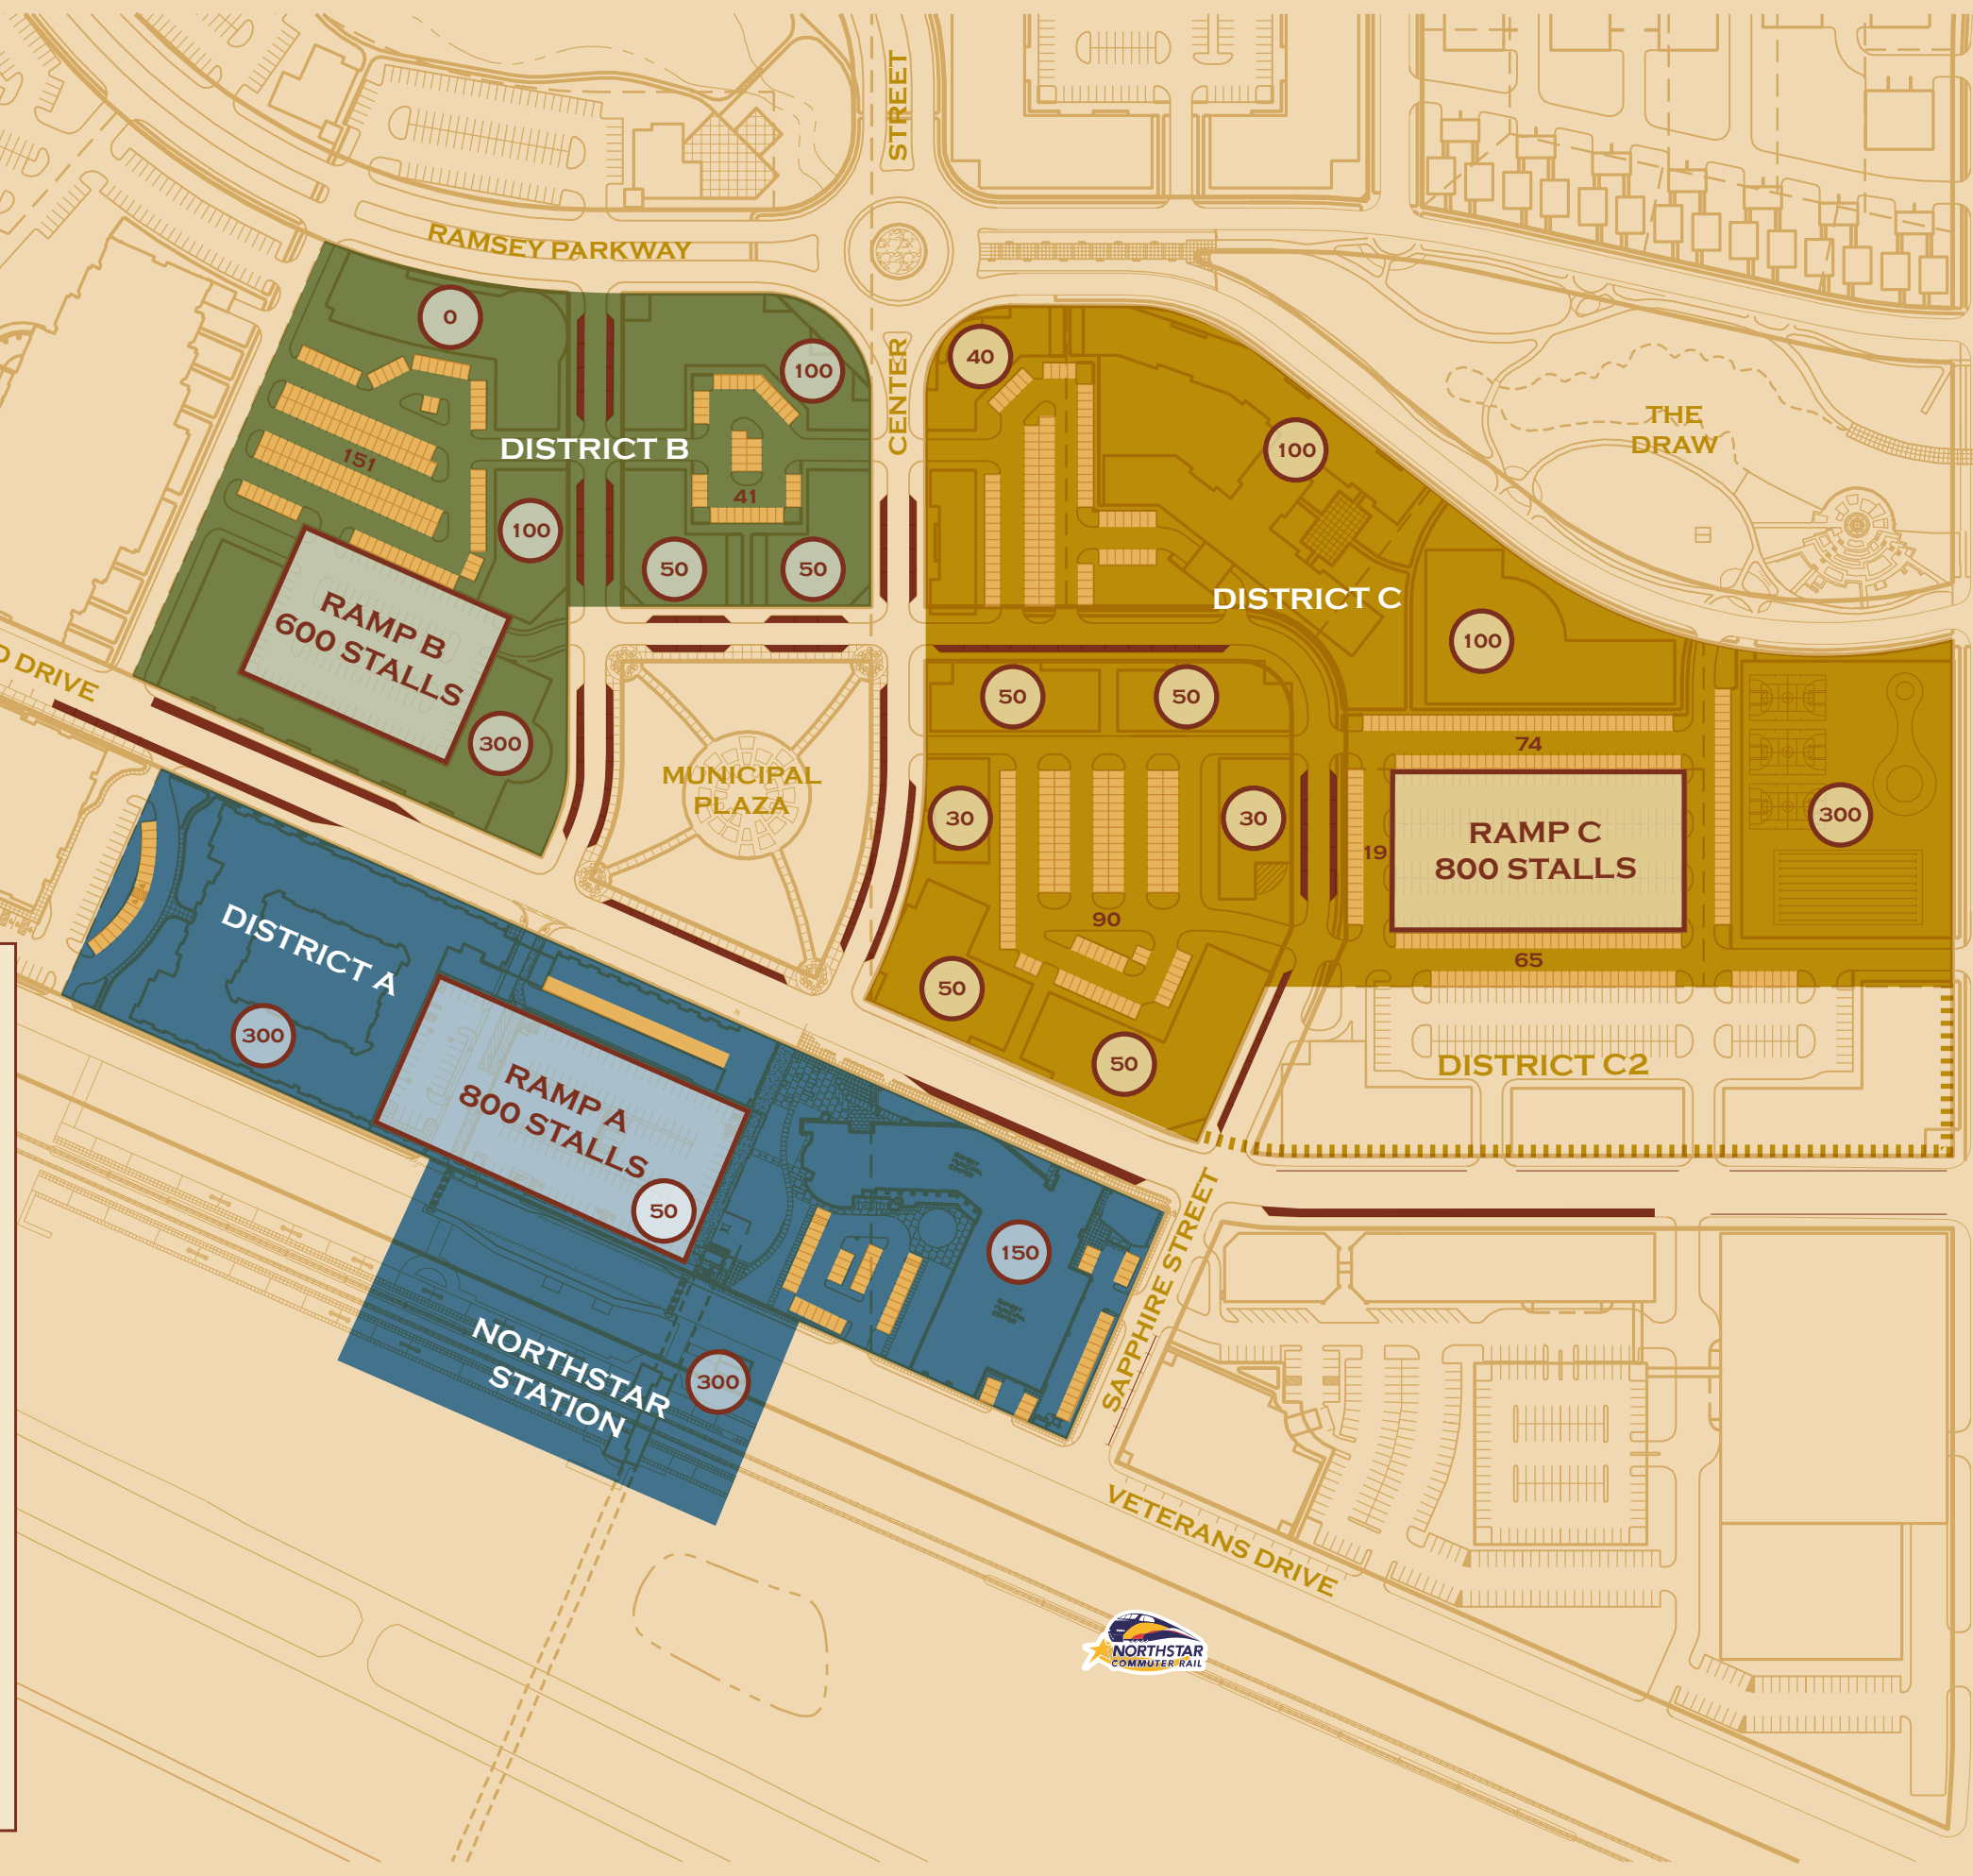 STREET
RAMSEY PARKWAY
0
100
CENTER
40
100
THE
DRAW
DISTRICT B
151
41
100
50
50
DISTRICT C
100
RAMP B
600 STALLS
D DRIVE
300
50
50
74
MUNICIPAL
PLAZA
30
30
RAMP C
800 STALLS
19
300
90
65
DISTRICT A
300
50
50
DISTRICT C2
RAMP A
800 STALLS
50
150
SAPPHIRE STREET
NORTHSTAR
STATION
300
VETERANS DRIVE
NORTHSTAR
COMMUTER RAIL